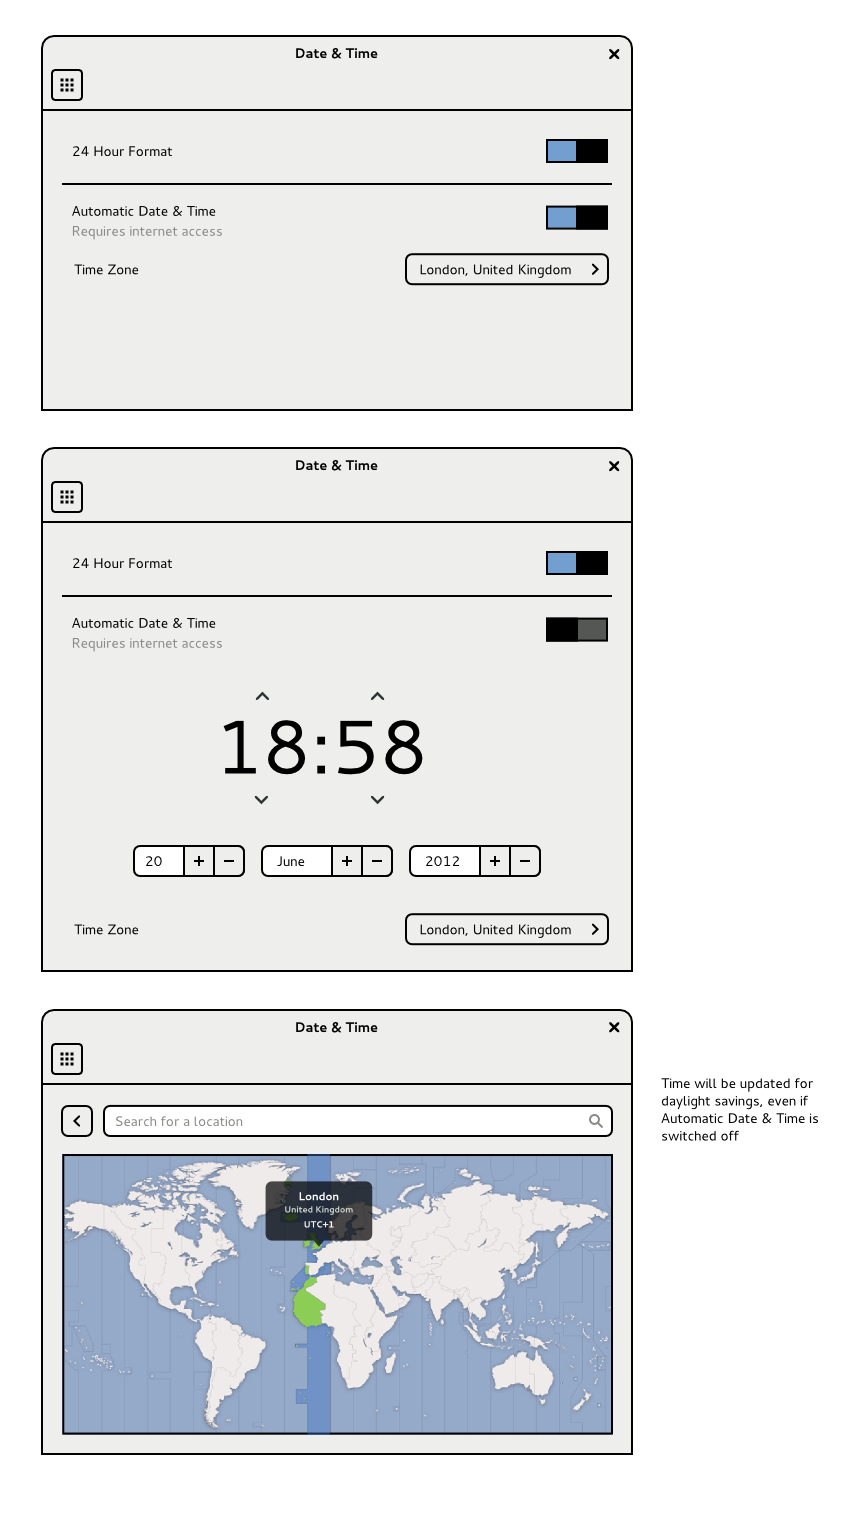 Date & Time
24 Hour Format
Automatic Date & Time
Requires internet access
Time Zone
London, United Kingdom
Date & Time
24 Hour Format
Automatic Date & Time
Requires internet access
18:58
20
June
2012
Time Zone
London, United Kingdom
Date & Time
Search for a location
London
United Kingdom
UTC+1
Time will be updated for
daylight savings, even if
Automatic Date & Time is
switched off